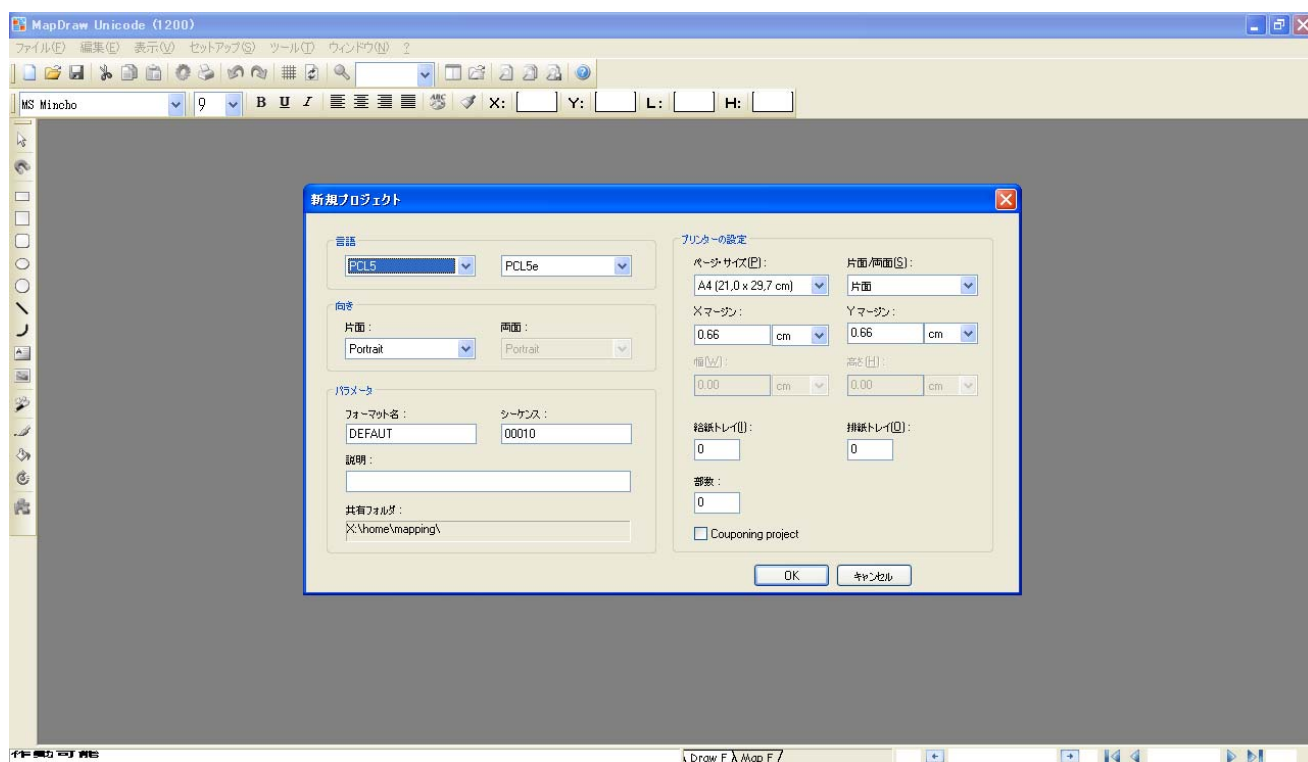 MapDraw Unicode (1200)
ファイル(F) 編集(E) 表示(V) セットアップ(S) ツール(T) ウィンドウ(N) ?
MS Mincho 9 B U I ABC X: Y: L: H:
新規プロジェクト
言語
PCL5 PCL5e
向き
片面: 両面:
Portrait Portrait
パラメータ
フォーマット名: シーケンス:
DEFAUT 00010
説明:
共有フォルダ:
X:\home\mapping\
プリンターの設定
ページ・サイズ(P): 片面/両面(S):
A4 (21,0 x 29,7 cm) 片面
Xマージン: Yマージン:
0.66 cm 0.66 cm
幅(W): 高さ(H):
0.00 cm 0.00 cm
給紙トレイ(I): 排紙トレイ(O):
0 0
部数:
0
Couponing project
OK キャンセル
作動可能 Draw F Map F